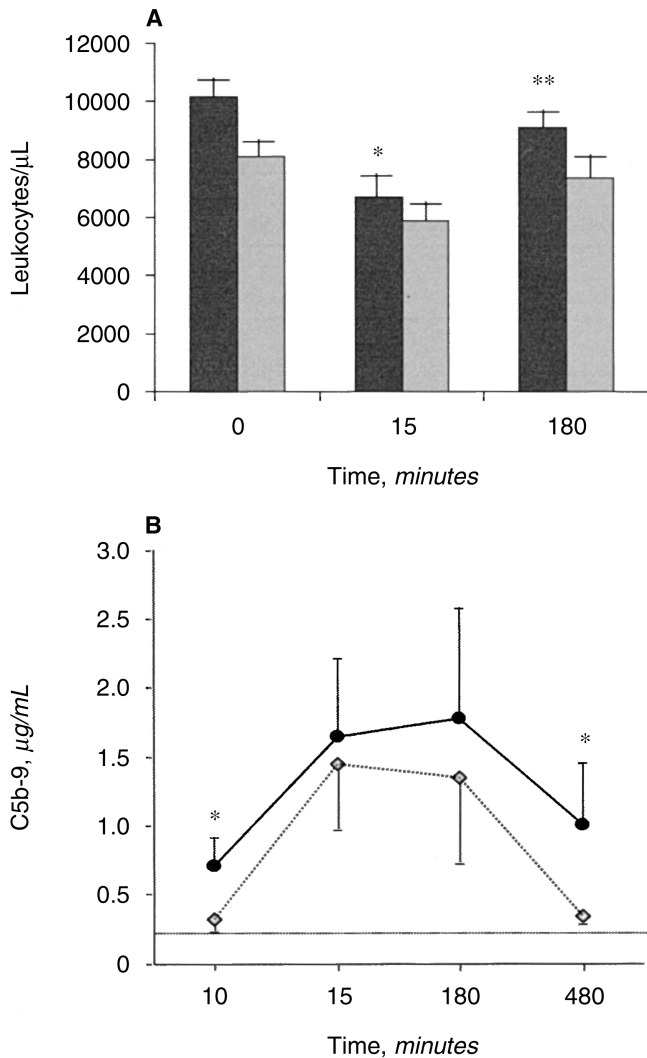 A
12000
10000
8000
6000
4000
2000
0
Leukocytes/μL
*
**
0 15 180
Time, minutes
B
3.0
2.5
2.0
1.5
1.0
0.5
0
C5b-9, μg/mL
*
*
10 15 180 480
Time, minutes